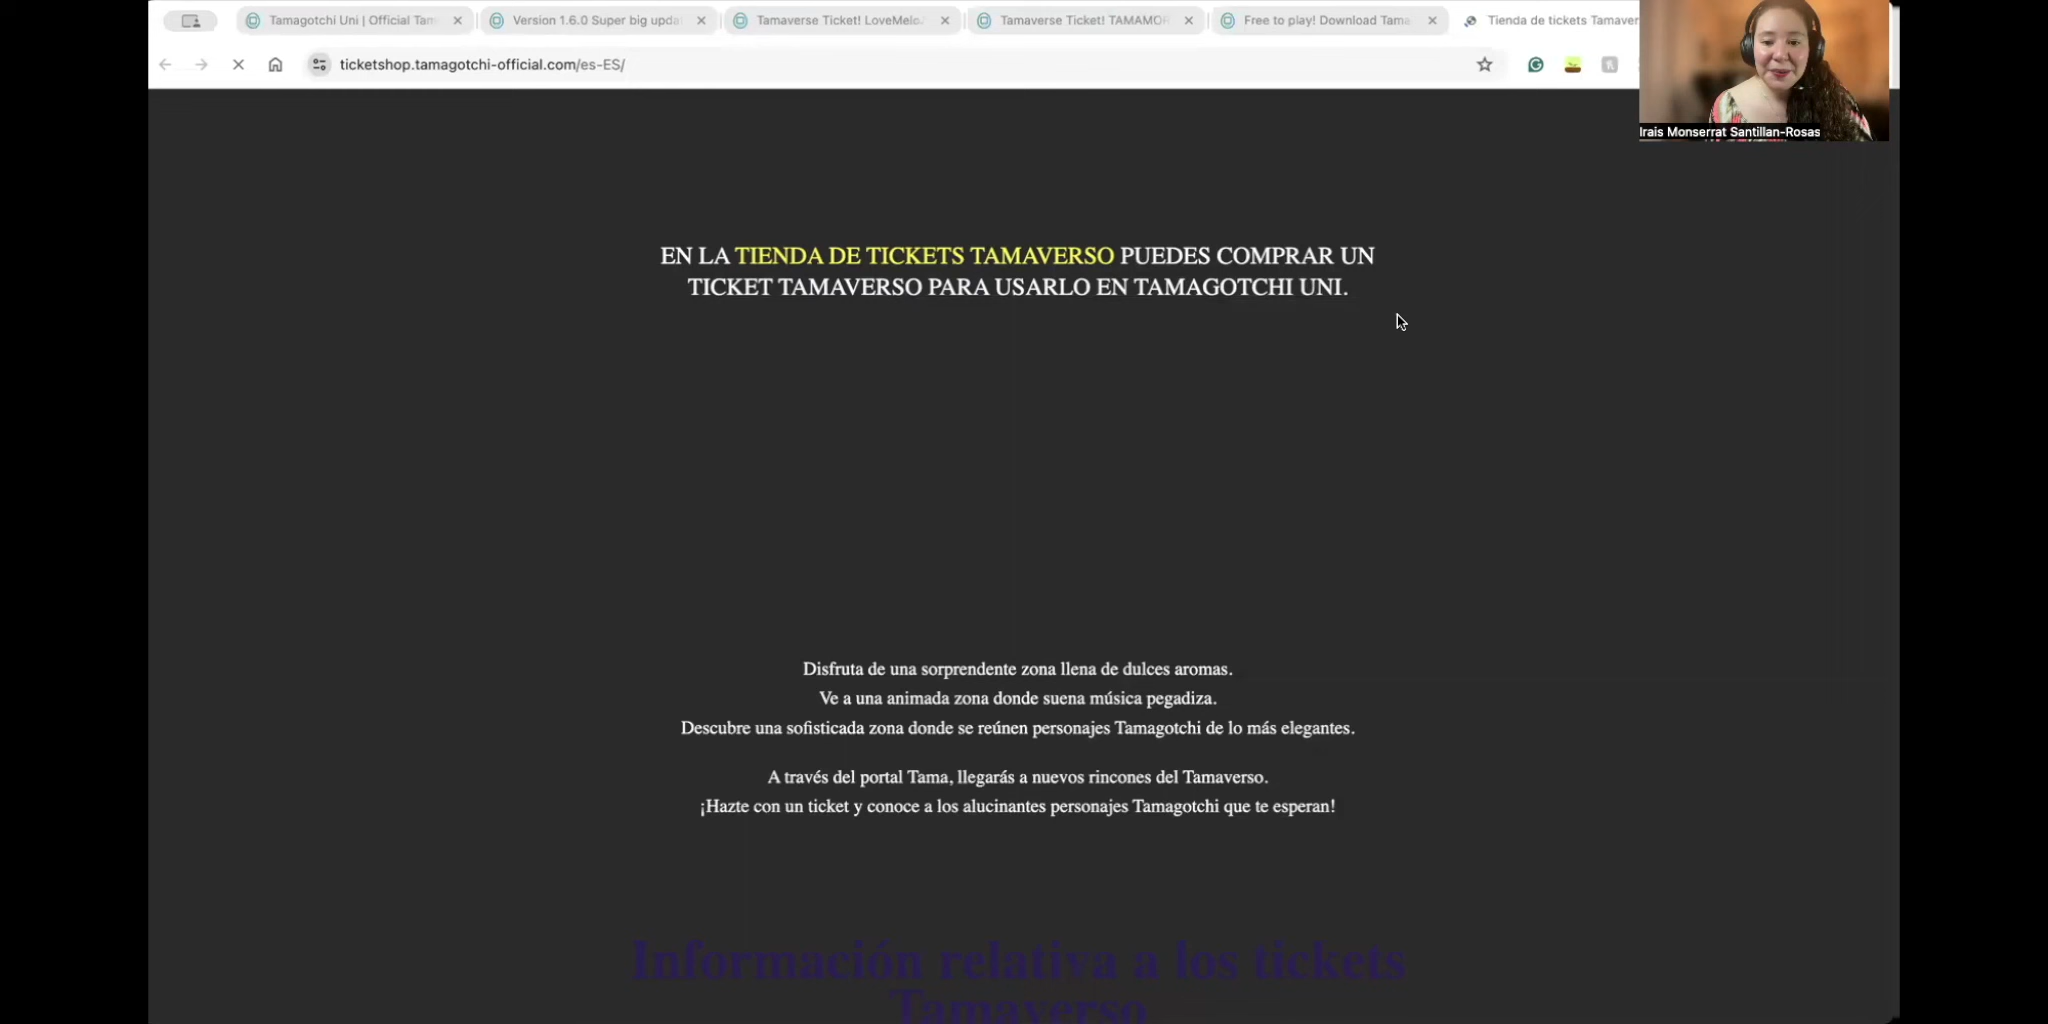 Tamagotchi Uni | Official Tam
Version 1.6.0 Super big upda
Tamaverse Ticket! LoveMelo
Tamaverse Ticket! TAMAMOR
Free to play! Download Tama
Tienda de tickets Tamaver
ticketshop.tamagotchi-official.com/es-ES/
Irais Monserrat Santillan-Rosas
EN LA TIENDA DE TICKETS TAMAVERSO PUEDES COMPRAR UN
TICKET TAMAVERSO PARA USARLO EN TAMAGOTCHI UNI.
Disfruta de una sorprendente zona llena de dulces aromas.
Ve a una animada zona donde suena música pegadiza.
Descubre una sofisticada zona donde se reúnen personajes Tamagotchi de lo más elegantes.
A través del portal Tama, llegarás a nuevos rincones del Tamaverso.
¡Hazte con un ticket y conoce a los alucinantes personajes Tamagotchi que te esperan!
Información relativa a los tickets
Tamaverso